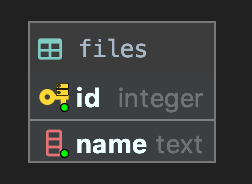 files
id integer
name text